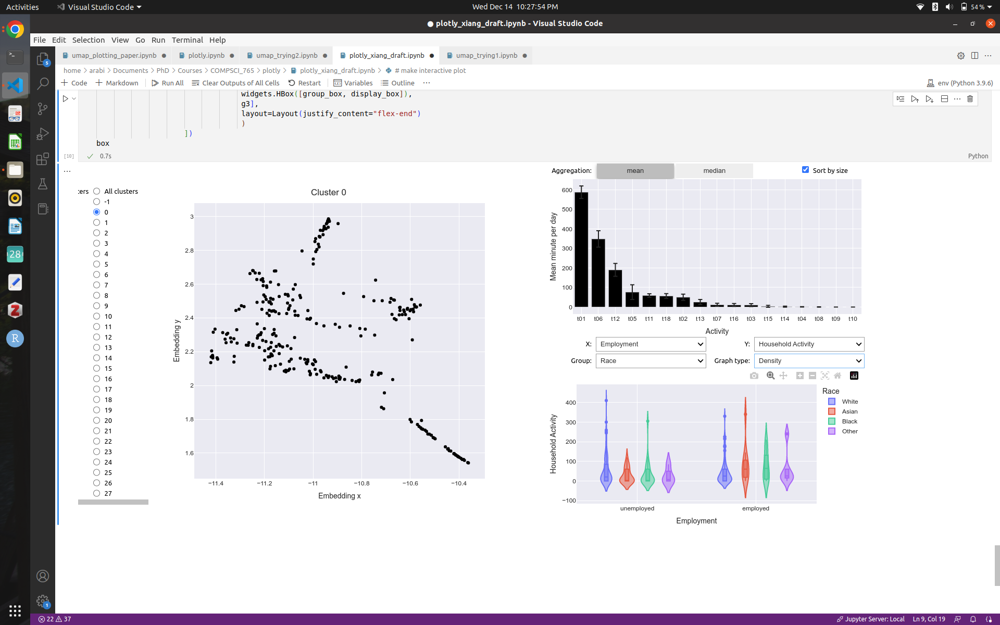 Activities
Visual Studio Code
Wed Dec 14 10:27:54 PM
54 %
● plotly_xiang_draft.ipynb - Visual Studio Code
File Edit Selection View Go Run Terminal Help
umap_plotting_paper.ipynb
plotly.ipynb
umap_trying2.ipynb
plotly_xiang_draft.ipynb
umap_trying1.ipynb
home > arabi > Documents > PhD > Courses > COMPSCI_765 > plotly > plotly_xiang_draft.ipynb > # make interactive plot
+ Code + Markdown Run All Clear Outputs of All Cells Restart Variables Outline ...
env (Python 3.9.6)
widgets.HBox([group_box, display_box]),
g3],
layout=Layout(justify_content="flex-end")
)
])
box
[10] 0.7s
Python
5
28
Z
R
1
ters
All clusters
-1
0
1
2
3
4
5
6
7
8
9
10
11
12
13
14
15
16
17
18
19
20
21
22
23
24
25
26
27
Cluster 0
Embedding y
3
2.8
2.6
2.4
2.2
2
1.8
1.6
−11.4 −11.2 −11 −10.8 −10.6 −10.4
Embedding x
Aggregation: mean median Sort by size
Mean minute per day
600
500
400
300
200
100
0
t01 t06 t12 t05 t11 t18 t02 t13 t07 t16 t03 t15 t14 t04 t08 t09 t10
Activity
X: Employment Y: Household Activity
Group: Race Graph type: Density
Household Activity
400
300
200
100
0
−100
unemployed employed
Employment
Race
White
Asian
Black
Other
22 37
Jupyter Server: Local Ln 9, Col 19